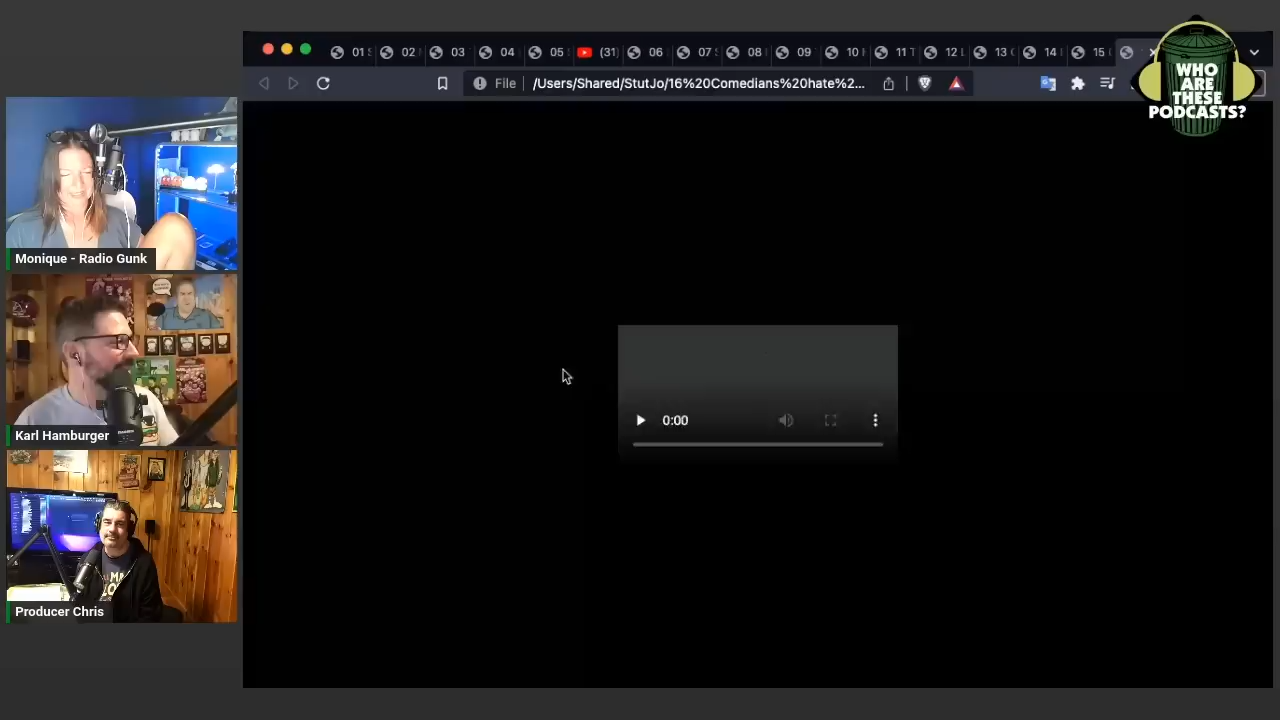 01
02
03
04
05
(31)
06
07
08
09
10
11 T
12
13
14
15
File
/Users/Shared/StutJo/16%20Comedians%20hate%2...
WHO
ARE
THESE
PODCASTS?
Monique - Radio Gunk
0:00
Karl Hamburger
Producer Chris